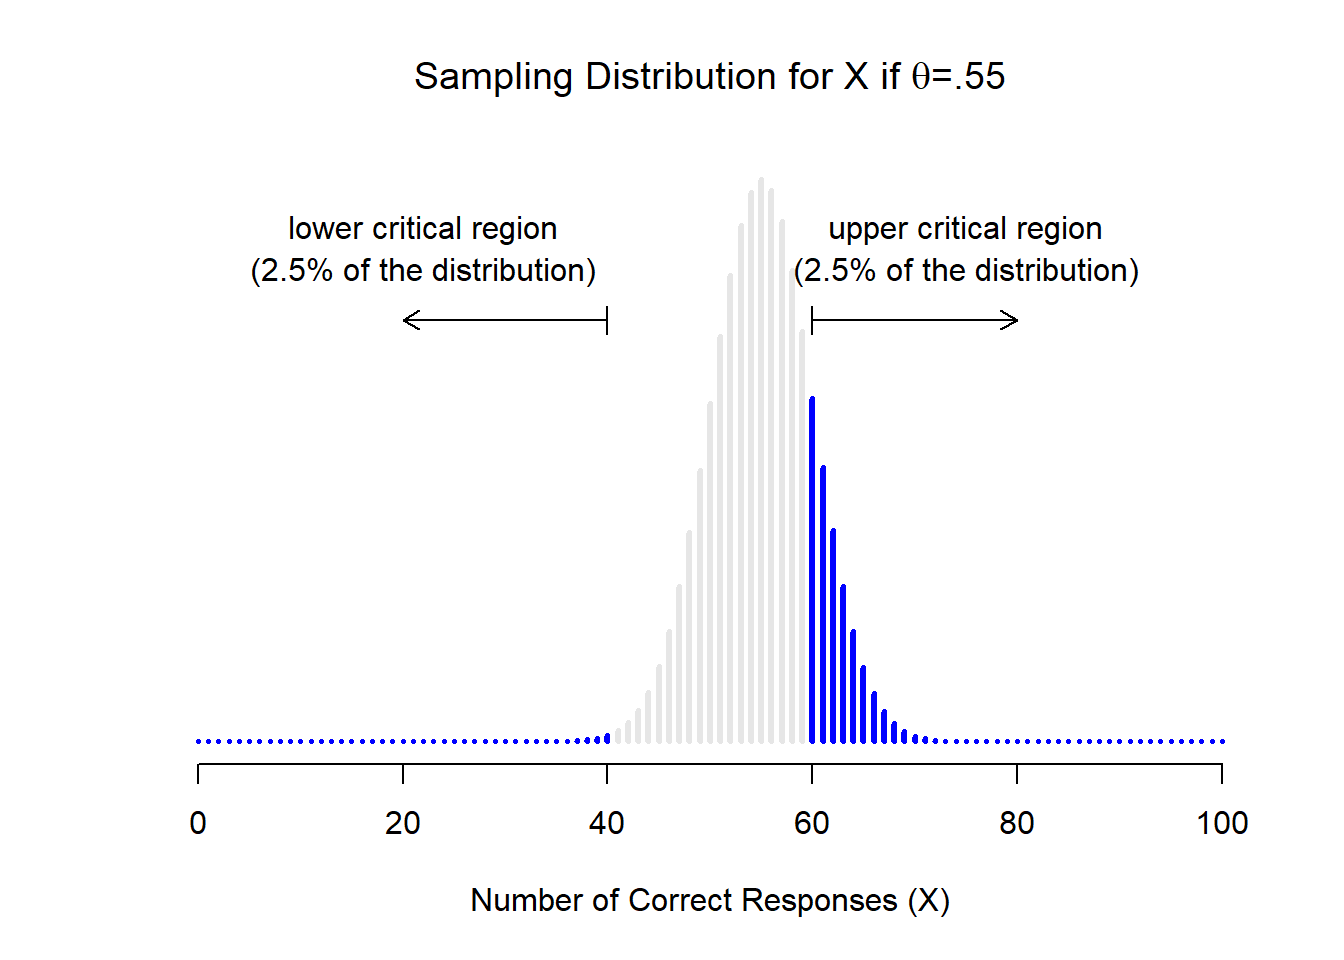 Sampling Distribution for X if θ=.55
lower critical region
(2.5% of the distribution)
upper critical region
(2.5% of the distribution)
0 20 40 60 80 100
Number of Correct Responses (X)